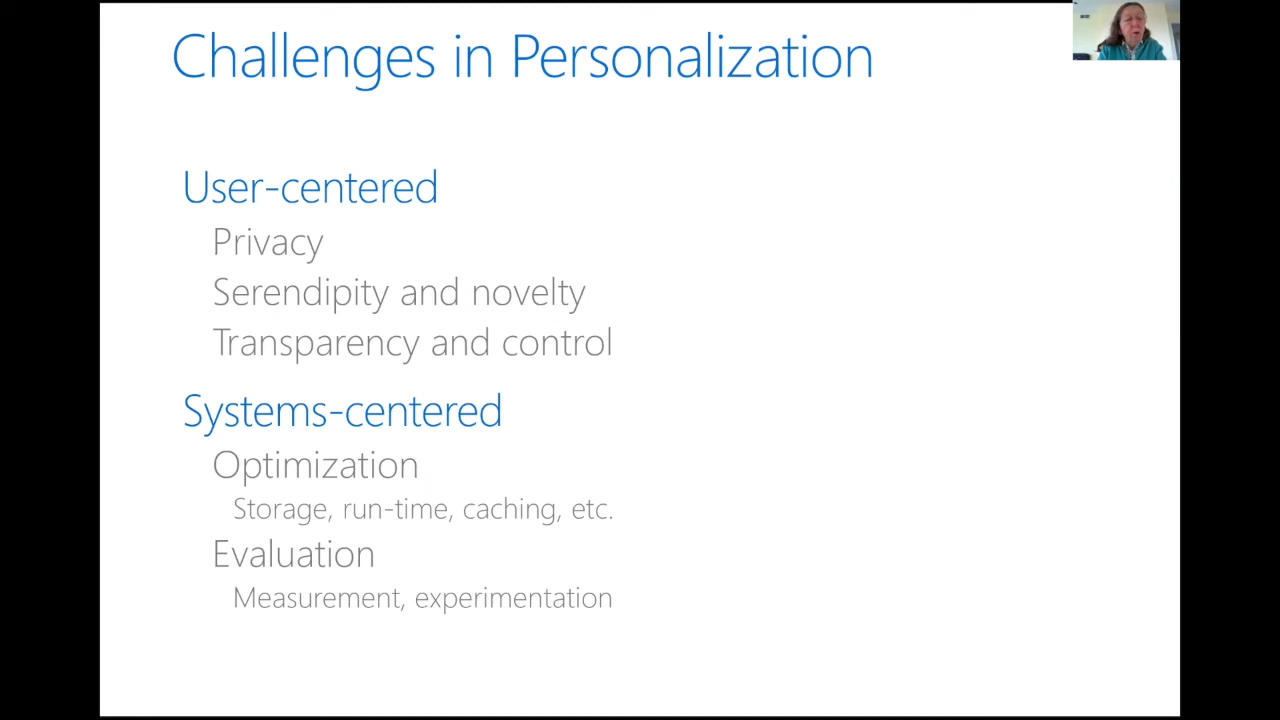 Challenges in Personalization
User-centered
Privacy
Serendipity and novelty
Transparency and control
Systems-centered
Optimization
Storage, run-time, caching, etc.
Evaluation
Measurement, experimentation